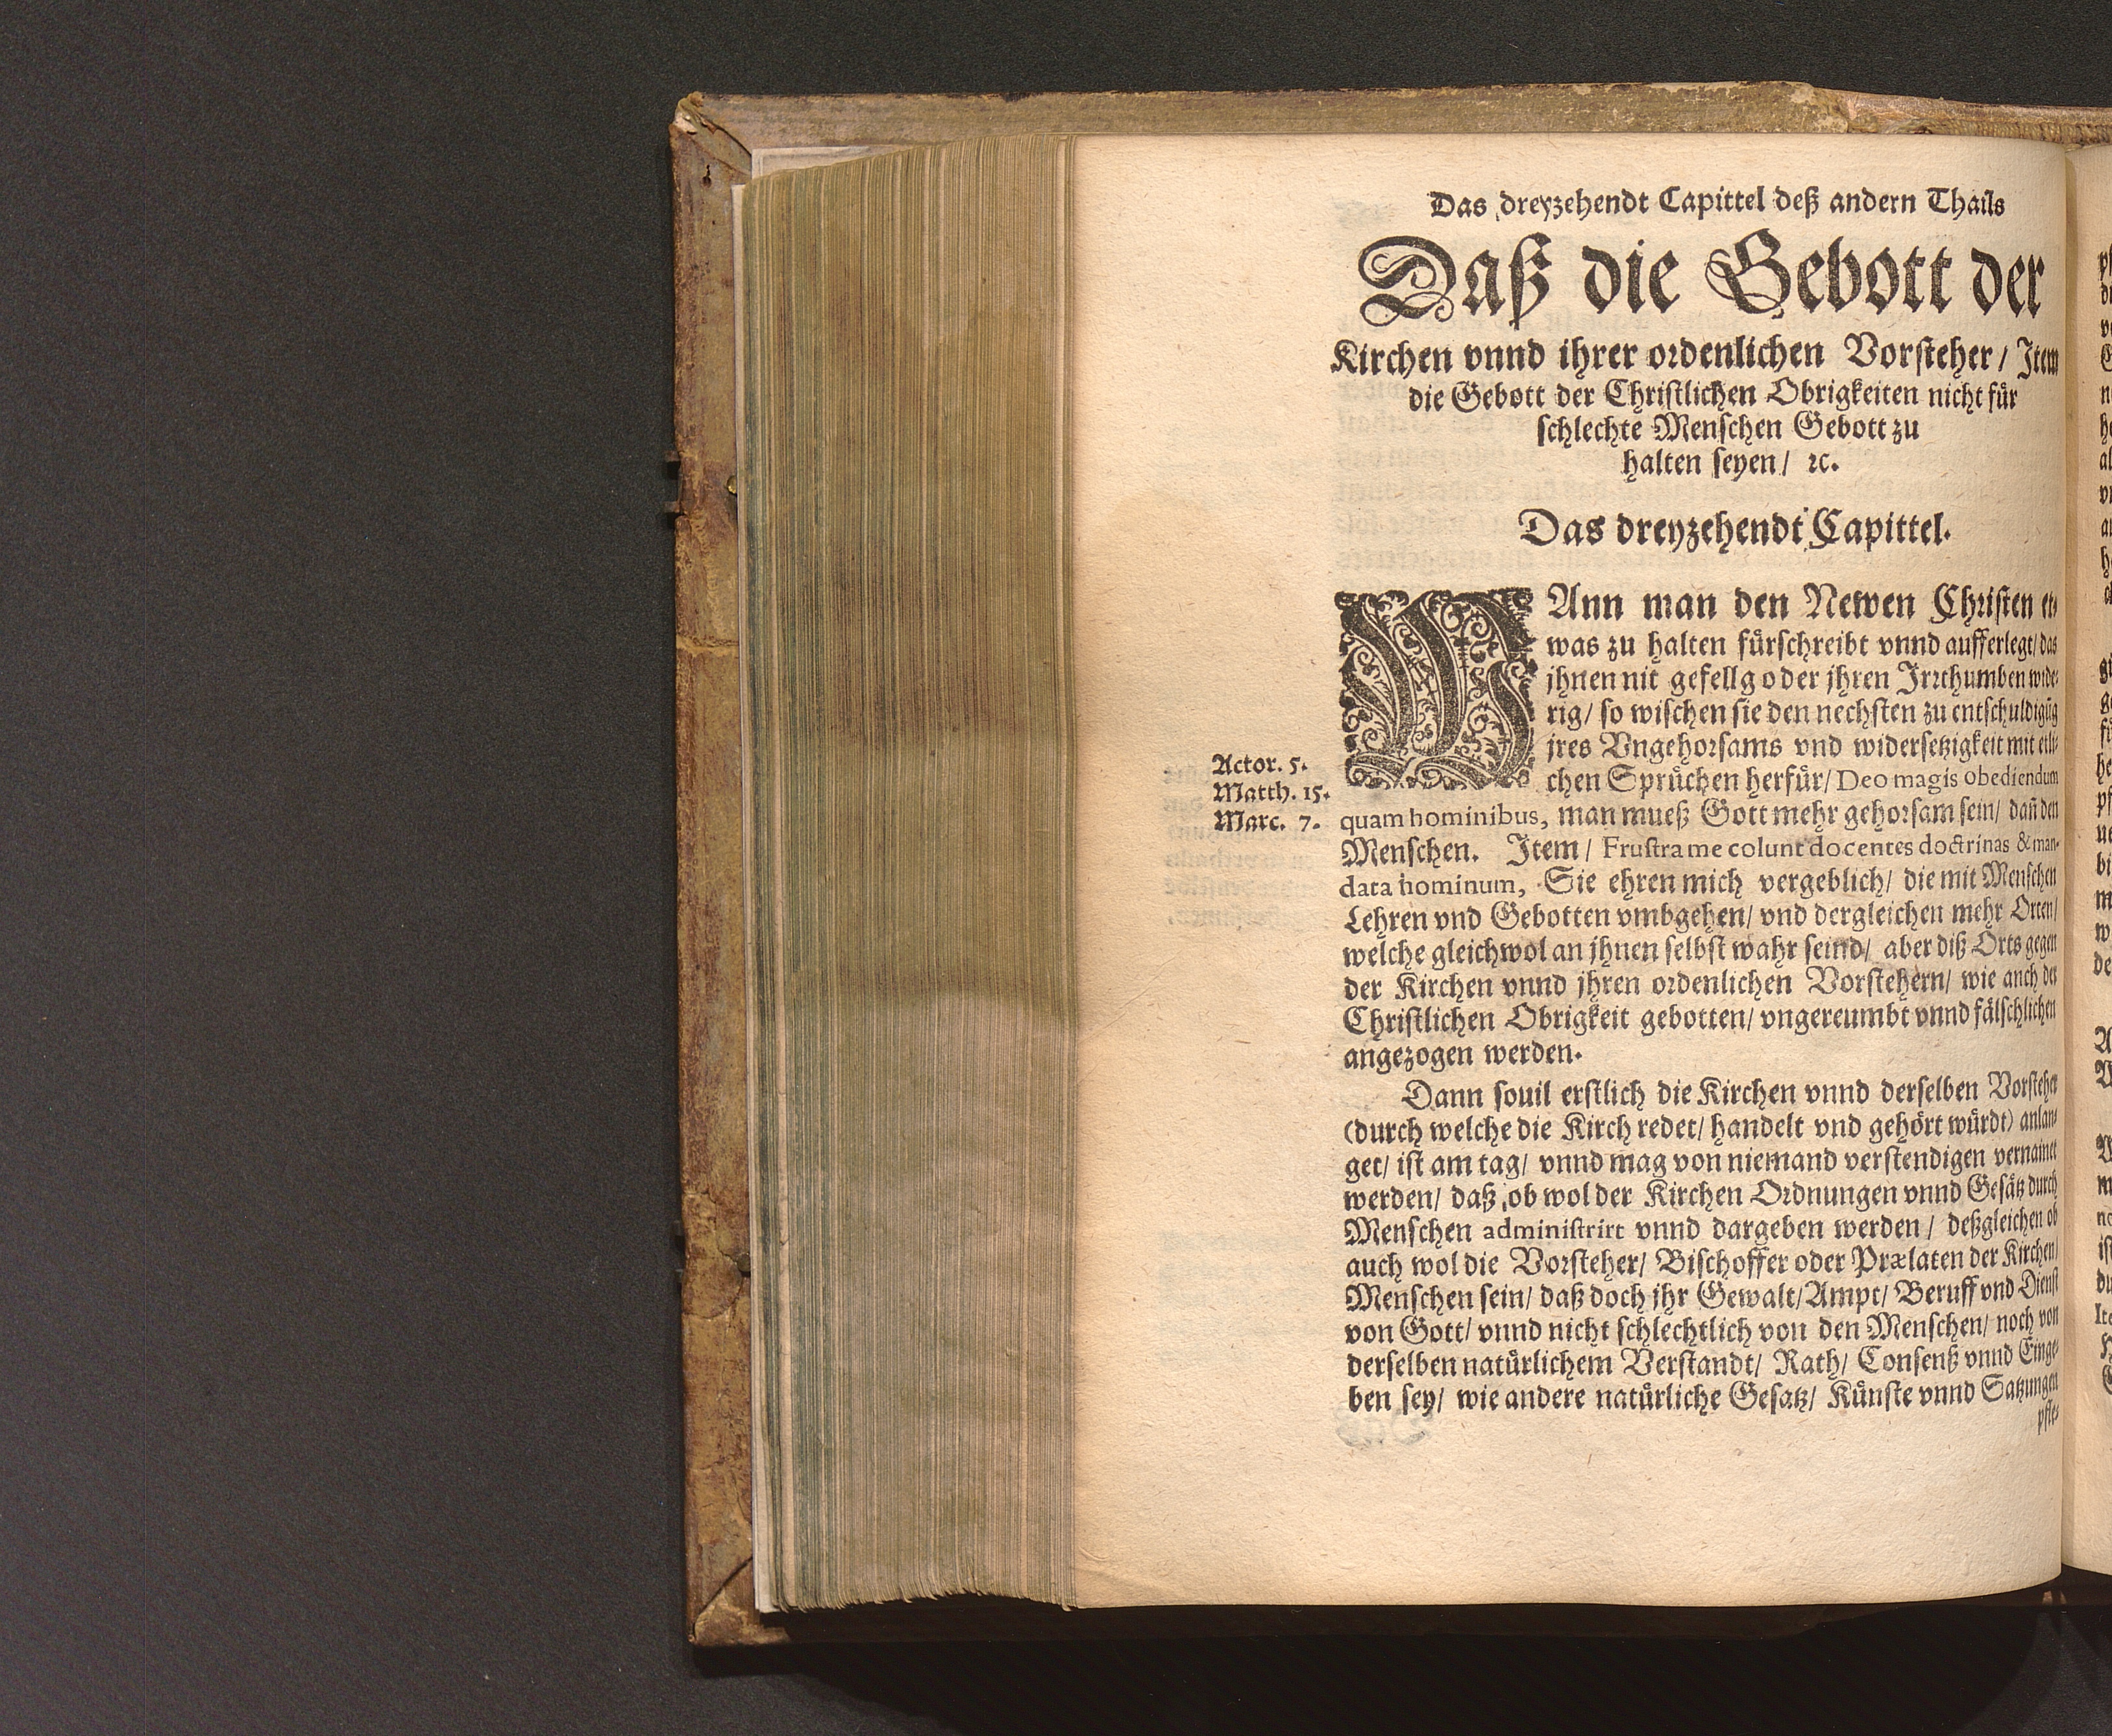 Das dreyzehendt Capittel deß andern Thails
Daß die Gebott der
Kirchen vnnd ihrer ordenlichen Vorsteher / Item
die Gebott der Christlichen Obrigkeiten nicht für
schlechte Menschen Gebott zu
halten seyen / ꝛc.
Das dreyzehendt Capittel.
WAnn man den Newen Christen et-
was zu halten fürschreibt vnnd aufferlegt / das
jhnen nit gefellg oder jhren Irrthumben wide-
rig / so wischen sie den nechsten zu entschuldigūg
jres Vngehorsams vnd widersetzigkeit mit etli-
chen Sprüchen herfür / Deo magis obediendum
Actor. 5.
Matth. 15.
Marc. 7.
quam hominibus, man mueß Gott mehr gehorsam sein / dañ den
Menschen. Item / Frustra me colunt docentes doctrinas & man-
data hominum, Sie ehren mich vergeblich / die mit Menschen
Lehren vnd Gebotten vmbgehen / vnd dergleichen mehr Orten /
welche gleichwol an jhnen selbst wahr seind / aber diß Orts gegen
der Kirchen vnnd jhren ordenlichen Vorstehern / wie auch der
Christlichen Obrigkeit gebotten / vngereumbt vnnd fälschlichen
angezogen werden.
Dann souil erstlich die Kirchen vnnd derselben Vorsteher
(durch welche die Kirch redet / handelt vnd gehört würdt) anlan-
get / ist am tag / vnnd mag von niemand verstendigen vernainet
werden / daß, ob wol der Kirchen Ordnungen vnnd Gesätz durch
Menschen administrirt vnnd dargeben werden / deßgleichen ob
auch wol die Vorsteher / Bischoffer oder Prælaten der Kirchen /
Menschen sein / daß doch ihr Gewalt / Ampt / Beruff vnd Dienst
von Gott / vnnd nicht schlechtlich von den Menschen / noch von
derselben natürlichem Verstandt / Rath / Consenß vnnd Einge-
ben sey / wie andere natürliche Gesatz / Künste vnnd Satzungen
pfle-